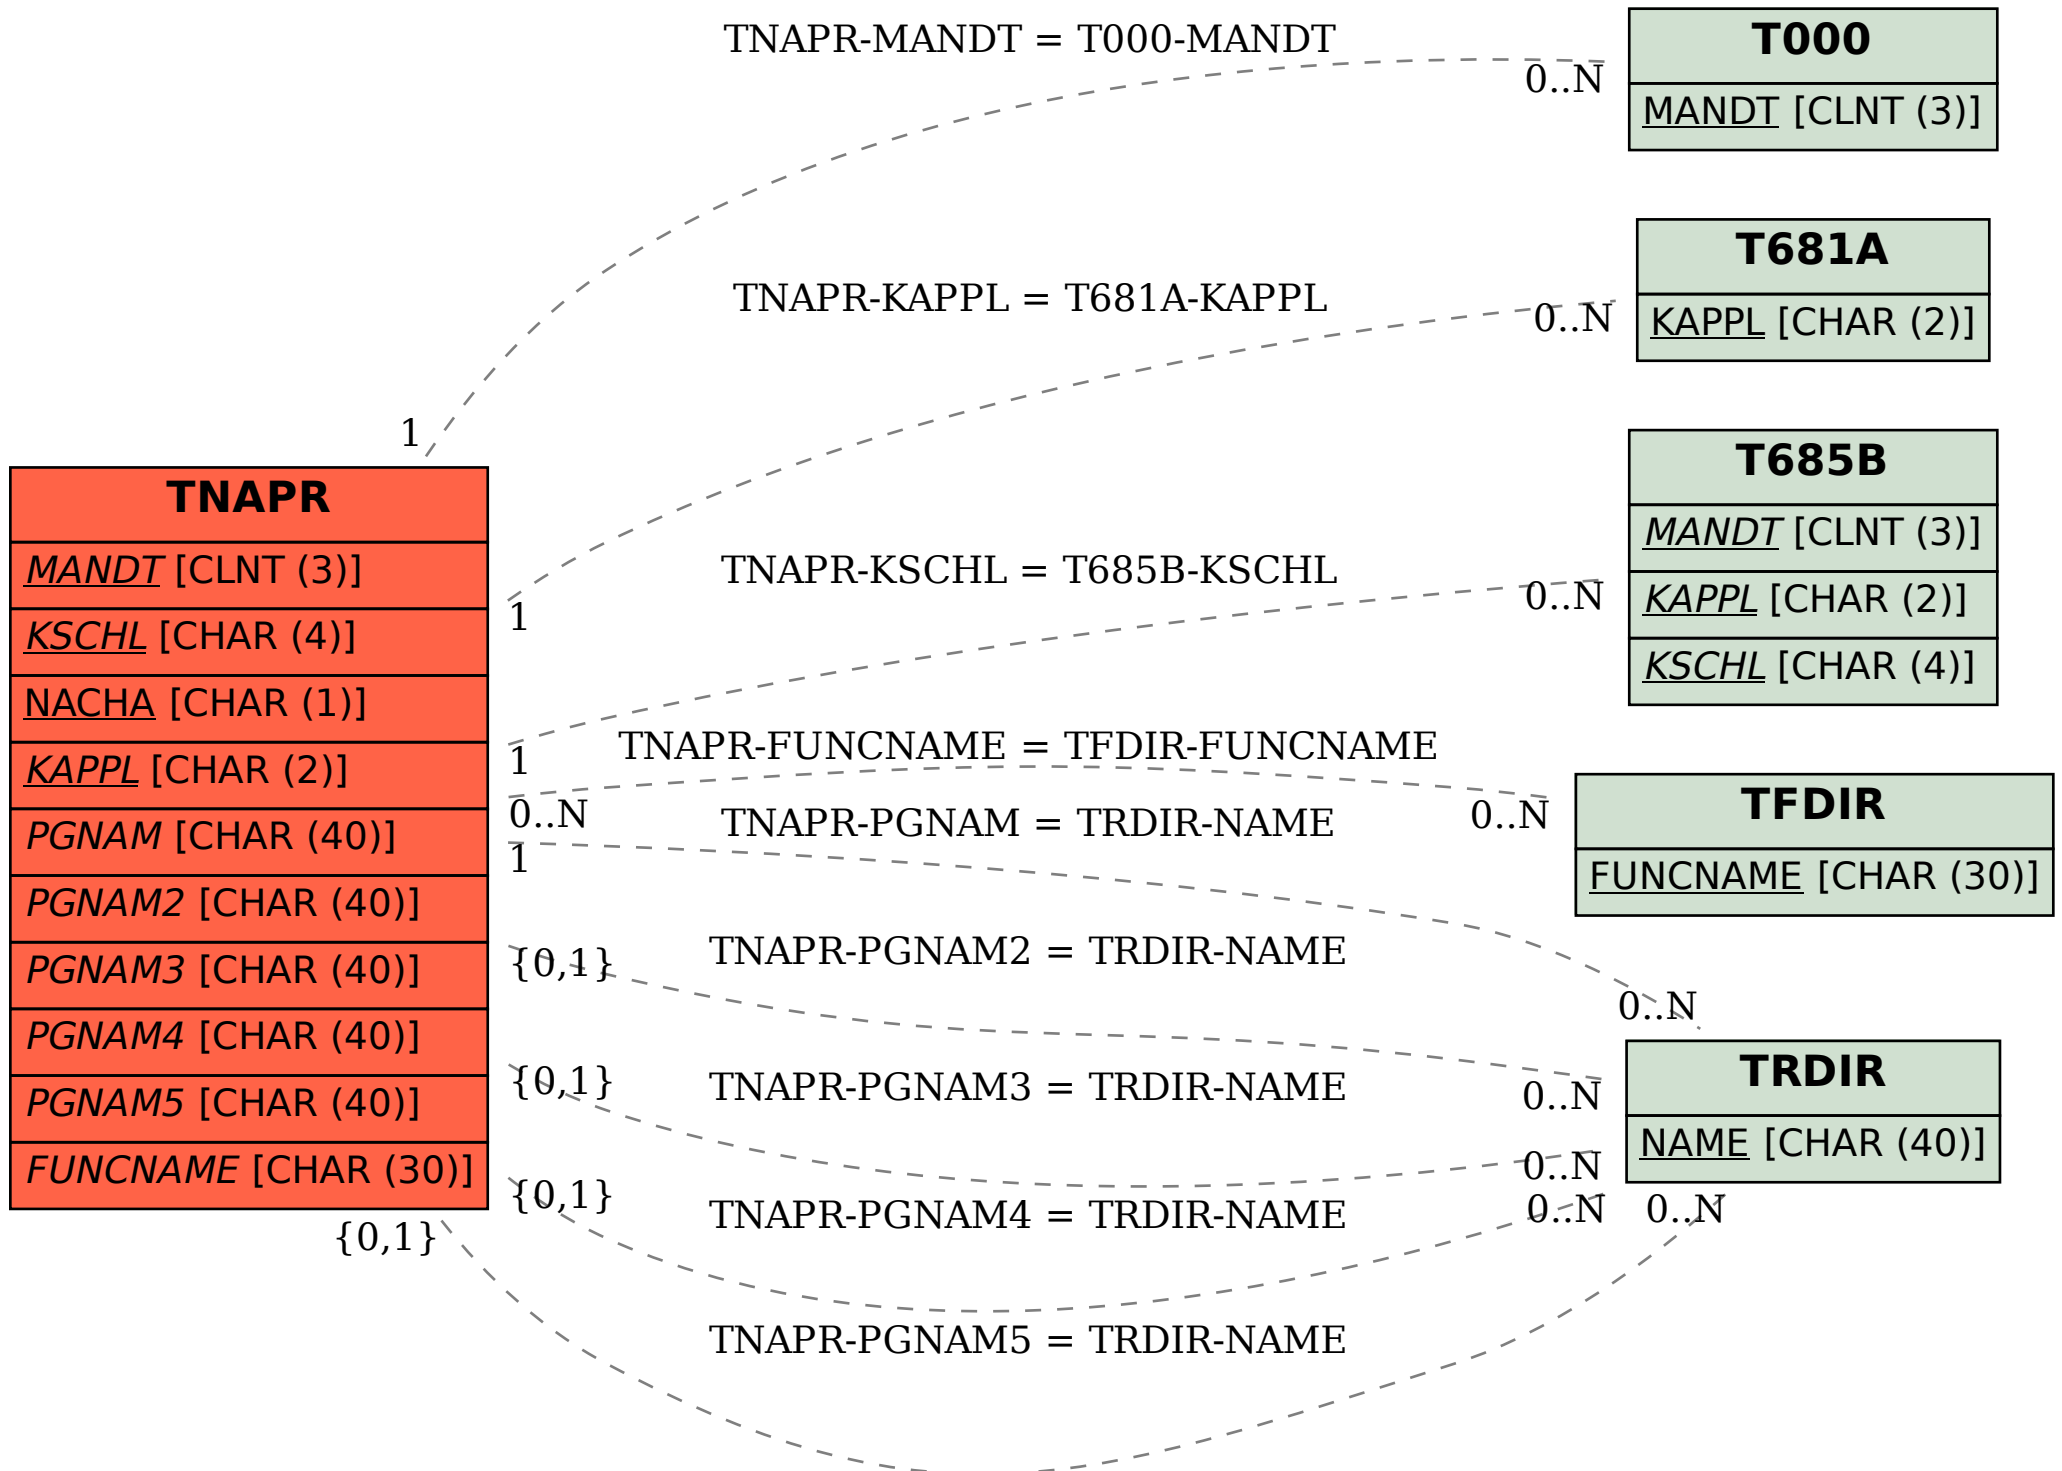 TNAPR-MANDT = T000-MANDT
0..N
1
T000
MANDT [CLNT (3)]
TNAPR-KAPPL = T681A-KAPPL
0..N
1
T681A
KAPPL [CHAR (2)]
TNAPR
MANDT [CLNT (3)]
KSCHL [CHAR (4)]
NACHA [CHAR (1)]
KAPPL [CHAR (2)]
PGNAM [CHAR (40)]
PGNAM2 [CHAR (40)]
PGNAM3 [CHAR (40)]
PGNAM4 [CHAR (40)]
PGNAM5 [CHAR (40)]
FUNCNAME [CHAR (30)]
TNAPR-KSCHL = T685B-KSCHL
0..N
1
T685B
MANDT [CLNT (3)]
KAPPL [CHAR (2)]
KSCHL [CHAR (4)]
TNAPR-FUNCNAME = TFDIR-FUNCNAME
0..N
0..N
TFDIR
FUNCNAME [CHAR (30)]
TNAPR-PGNAM = TRDIR-NAME
1
0..N
TNAPR-PGNAM2 = TRDIR-NAME
{0,1}
0..N
TRDIR
NAME [CHAR (40)]
TNAPR-PGNAM3 = TRDIR-NAME
{0,1}
0..N
TNAPR-PGNAM4 = TRDIR-NAME
{0,1}
0..N
TNAPR-PGNAM5 = TRDIR-NAME
{0,1}
0..N